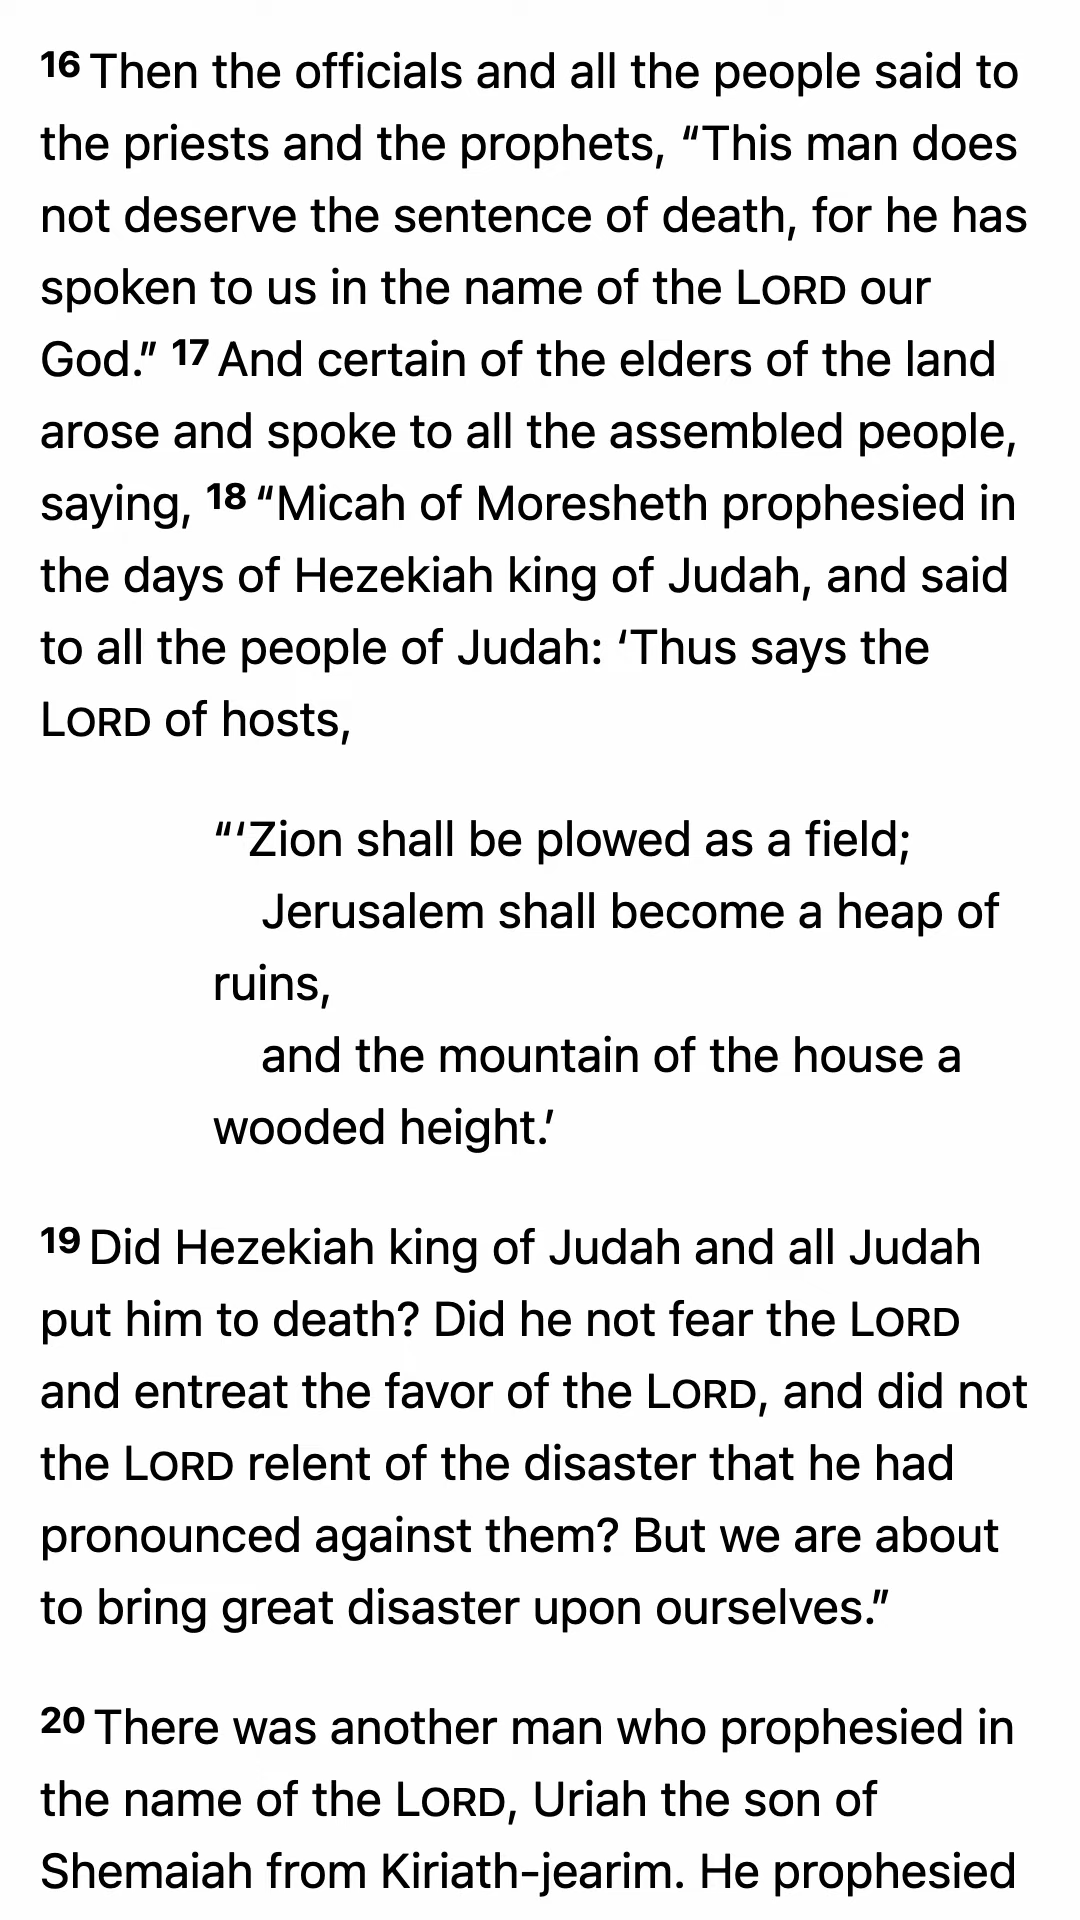 16 Then the officials and all the people said to
the priests and the prophets, “This man does
not deserve the sentence of death, for he has
spoken to us in the name of the LORD our
God.” 17 And certain of the elders of the land
arose and spoke to all the assembled people,
saying, 18 “Micah of Moresheth prophesied in
the days of Hezekiah king of Judah, and said
to all the people of Judah: ‘Thus says the
LORD of hosts,
“‘Zion shall be plowed as a field;
Jerusalem shall become a heap of
ruins,
and the mountain of the house a
wooded height.’
19 Did Hezekiah king of Judah and all Judah
put him to death? Did he not fear the LORD
and entreat the favor of the LORD, and did not
the LORD relent of the disaster that he had
pronounced against them? But we are about
to bring great disaster upon ourselves.”
20 There was another man who prophesied in
the name of the LORD, Uriah the son of
Shemaiah from Kiriath-jearim. He prophesied